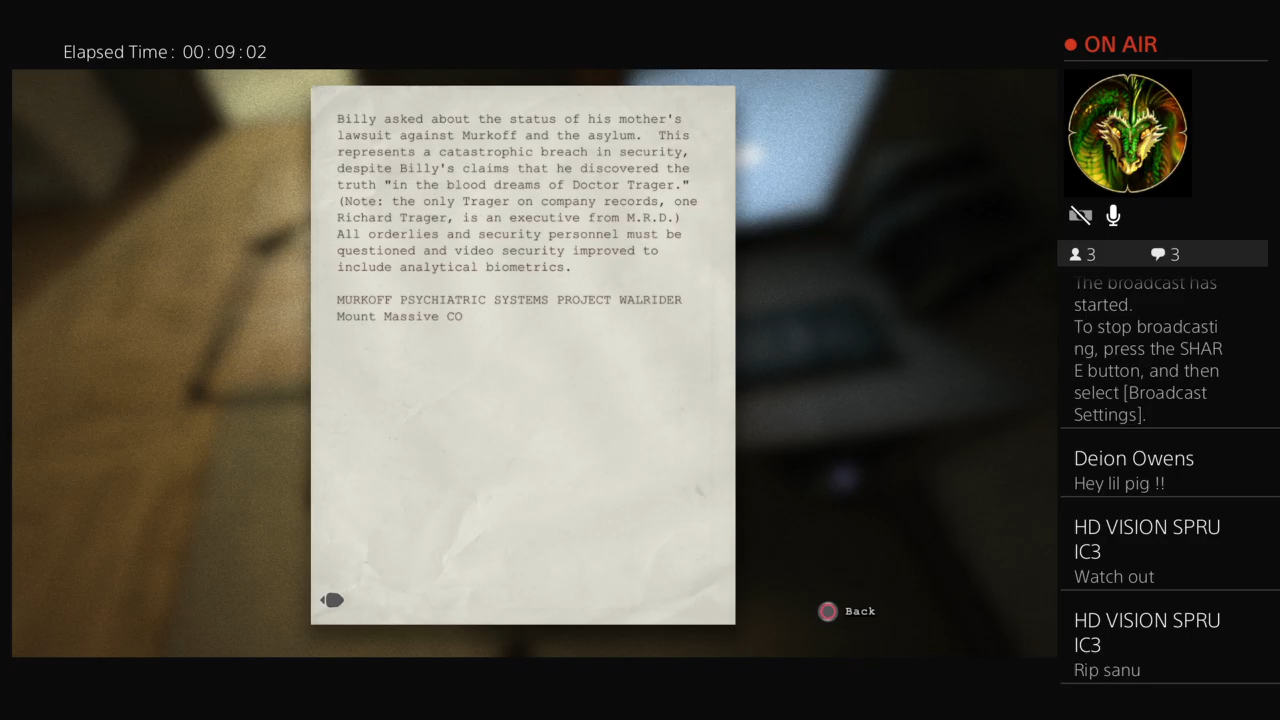 Elapsed Time: 00:09:02
Billy asked about the status of his mother's
lawsuit against Murkoff and the asylum.  This
represents a catastrophic breach in security,
despite Billy's claims that he discovered the
truth "in the blood dreams of Doctor Trager."
(Note: the only Trager on company records, one
Richard Trager, is an executive from M.R.D.)
All orderlies and security personnel must be
questioned and video security improved to
include analytical biometrics.
MURKOFF PSYCHIATRIC SYSTEMS PROJECT WALRIDER
Mount Massive CO
Back
ON AIR
3
3
The broadcast has
started.
To stop broadcasti
ng, press the SHAR
E button, and then
select [Broadcast
Settings].
Deion Owens
Hey lil pig !!
HD VISION SPRU
IC3
Watch out
HD VISION SPRU
IC3
Rip sanu